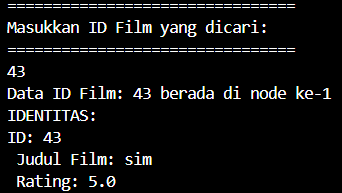 ================================
Masukkan ID Film yang dicari:
================================
43
Data ID Film: 43 berada di node ke-1
IDENTITAS:
ID: 43
 Judul Film: sim
 Rating: 5.0